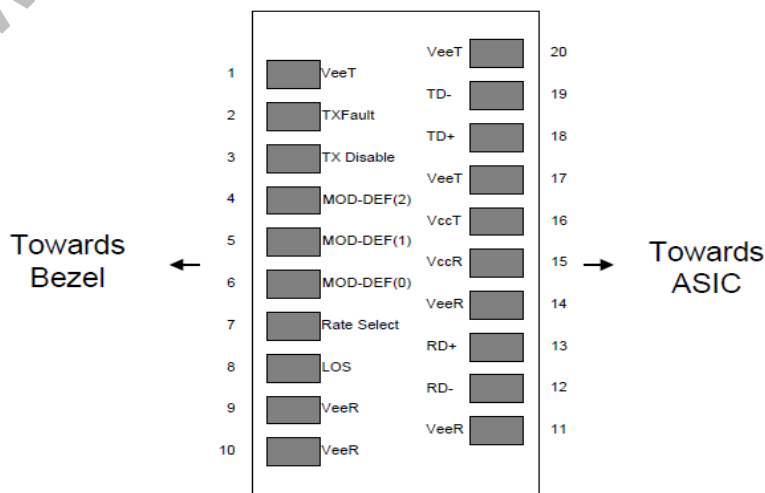 VeeT 20
1 VeeT
TD- 19
2 TXFault
TD+ 18
3 TX Disable
VeeT 17
4 MOD-DEF(2)
VccT 16
5 MOD-DEF(1)
VccR 15
6 MOD-DEF(0)
VeeR 14
7 Rate Select
RD+ 13
8 LOS
RD- 12
9 VeeR
VeeR 11
10 VeeR
Towards
Bezel
Towards
ASIC